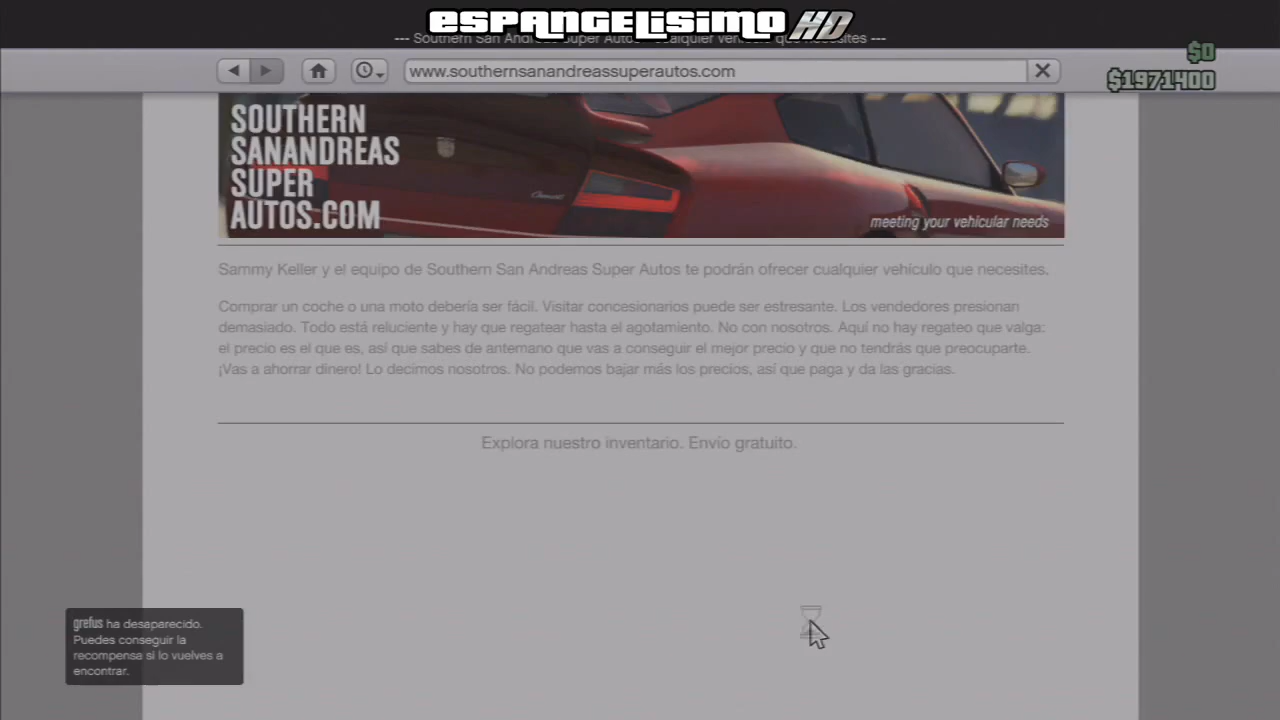 ESPANGELISIMO HD
--- Southern San Andreas Super Autos - Cualquier vehículo que necesites ---
www.southernsanandreassuperautos.com
$0
$1971400
SOUTHERN
SANANDREAS
SUPER
AUTOS.COM
meeting your vehicular needs
Sammy Keller y el equipo de Southern San Andreas Super Autos te podrán ofrecer cualquier vehículo que necesites.
Comprar un coche o una moto debería ser fácil. Visitar concesionarios puede ser estresante. Los vendedores presionan
demasiado. Todo está reluciente y hay que regatear hasta el agotamiento. No con nosotros. Aquí no hay regateo que valga:
el precio es el que es, así que sabes de antemano que vas a conseguir el mejor precio y que no tendrás que preocuparte.
¡Vas a ahorrar dinero! Lo decimos nosotros. No podemos bajar más los precios, así que paga y da las gracias.
Explora nuestro inventario. Envío gratuito.
grefus ha desaparecido.
Puedes conseguir la
recompensa si lo vuelves a
encontrar.